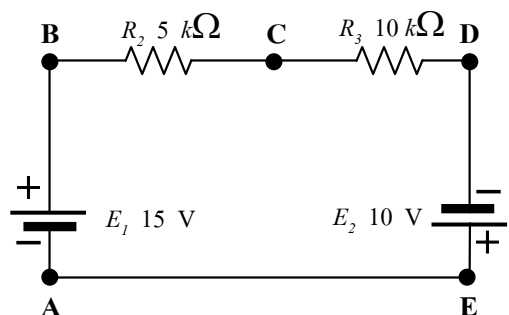 B R₂ 5 kΩ C R₃ 10 kΩ D
+ −
E₁ 15 V E₂ 10 V
− +
A E